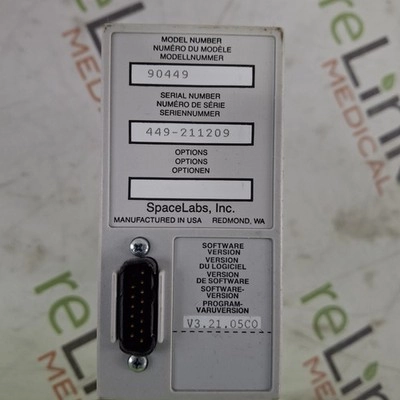 MODEL NUMBER
NUMÉRO DU MODÈLE
MODELLNUMMER
90449
SERIAL NUMBER
NUMÉRO DE SÉRIE
SERIENNUMMER
449-211209
OPTIONS
OPTIONS
OPTIONEN
SpaceLabs, Inc.
MANUFACTURED IN USA REDMOND, WA
SOFTWARE
VERSION
VERSION
DU LOGICIEL
VERSION
DE SOFTWARE
SOFTWARE-
VERSION
PROGRAM-
VARUVERSION
V3.21.05C0
reLink
MEDICAL
reLink
MEDICAL